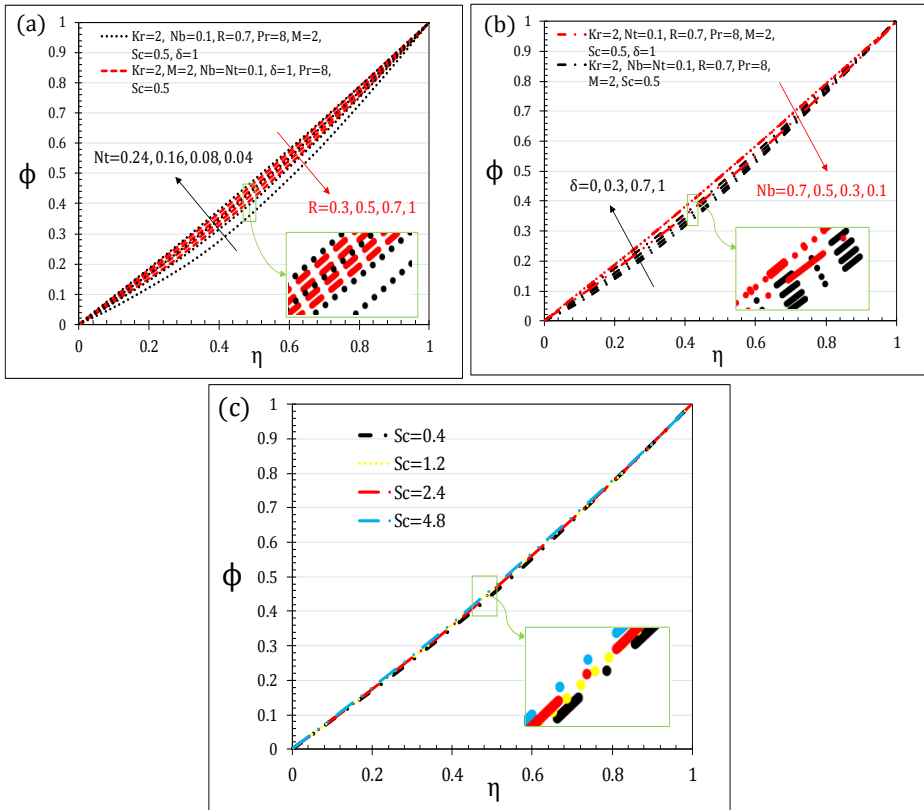 (a)
1
0.9
0.8
0.7
0.6
0.5
0.4
0.3
0.2
0.1
0
ϕ
Kr=2, Nb=0.1, R=0.7, Pr=8, M=2,
Sc=0.5, δ=1
Kr=2, M=2, Nb=Nt=0.1, δ=1, Pr=8,
Sc=0.5
Nt=0.24, 0.16, 0.08, 0.04
R=0.3, 0.5, 0.7, 1
0
0.2
0.4
0.6
0.8
1
η
(b)
1
0.9
0.8
0.7
0.6
0.5
0.4
0.3
0.2
0.1
0
ϕ
Kr=2, Nt=0.1, R=0.7, Pr=8, M=2,
Sc=0.5, δ=1
Kr=2, Nb=Nt=0.1, R=0.7, Pr=8,
M=2, Sc=0.5
δ=0, 0.3, 0.7, 1
Nb=0.7, 0.5, 0.3, 0.1
0
0.2
0.4
0.6
0.8
1
η
(c)
1
0.9
0.8
0.7
0.6
0.5
0.4
0.3
0.2
0.1
0
ϕ
Sc=0.4
Sc=1.2
Sc=2.4
Sc=4.8
0
0.2
0.4
0.6
0.8
1
η